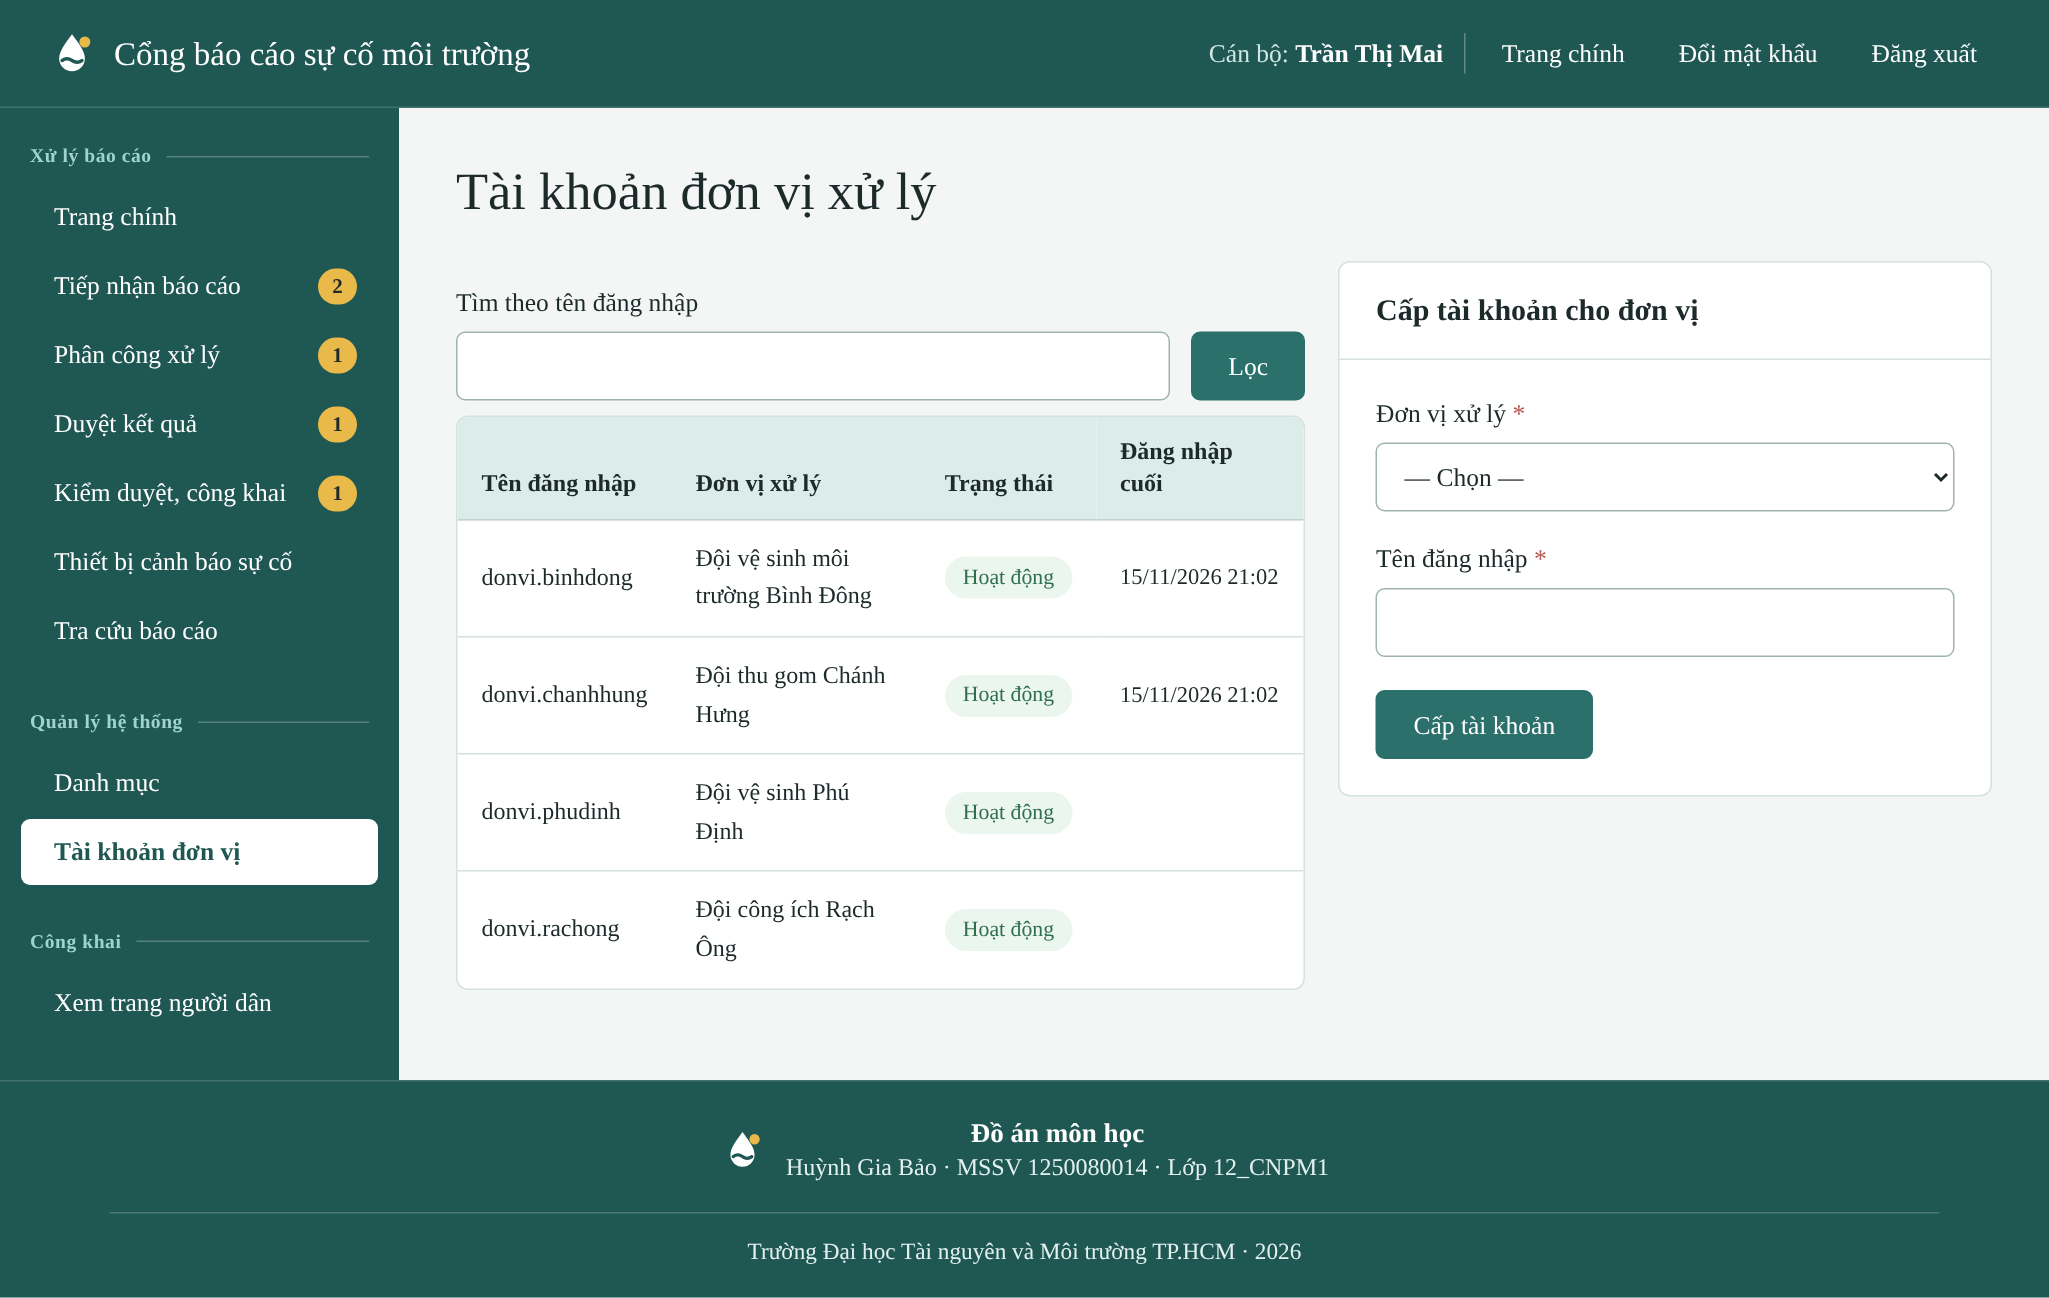 Cổng báo cáo sự cố môi trường
Cán bộ: Trần Thị Mai
Trang chính
Đổi mật khẩu
Đăng xuất
Xử lý báo cáo
Trang chính
Tiếp nhận báo cáo 2
Phân công xử lý 1
Duyệt kết quả 1
Kiểm duyệt, công khai 1
Thiết bị cảnh báo sự cố
Tra cứu báo cáo
Quản lý hệ thống
Danh mục
Tài khoản đơn vị
Công khai
Xem trang người dân
Tài khoản đơn vị xử lý
Tìm theo tên đăng nhập
Lọc
Tên đăng nhập
Đơn vị xử lý
Trạng thái
Đăng nhập
cuối
donvi.binhdong
Đội vệ sinh môi
trường Bình Đông
Hoạt động
15/11/2026 21:02
donvi.chanhhung
Đội thu gom Chánh
Hưng
Hoạt động
15/11/2026 21:02
donvi.phudinh
Đội vệ sinh Phú
Định
Hoạt động
donvi.rachong
Đội công ích Rạch
Ông
Hoạt động
Cấp tài khoản cho đơn vị
Đơn vị xử lý *
— Chọn —
Tên đăng nhập *
Cấp tài khoản
Đồ án môn học
Huỳnh Gia Bảo · MSSV 1250080014 · Lớp 12_CNPM1
Trường Đại học Tài nguyên và Môi trường TP.HCM · 2026